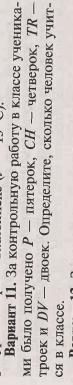 Вариант 11. За контрольную работу в классе ученика-
ми было получено P — пятерок, CH — четверок, TR —
троек и DV — двоек. Определите, сколько человек учит-
ся в классе.